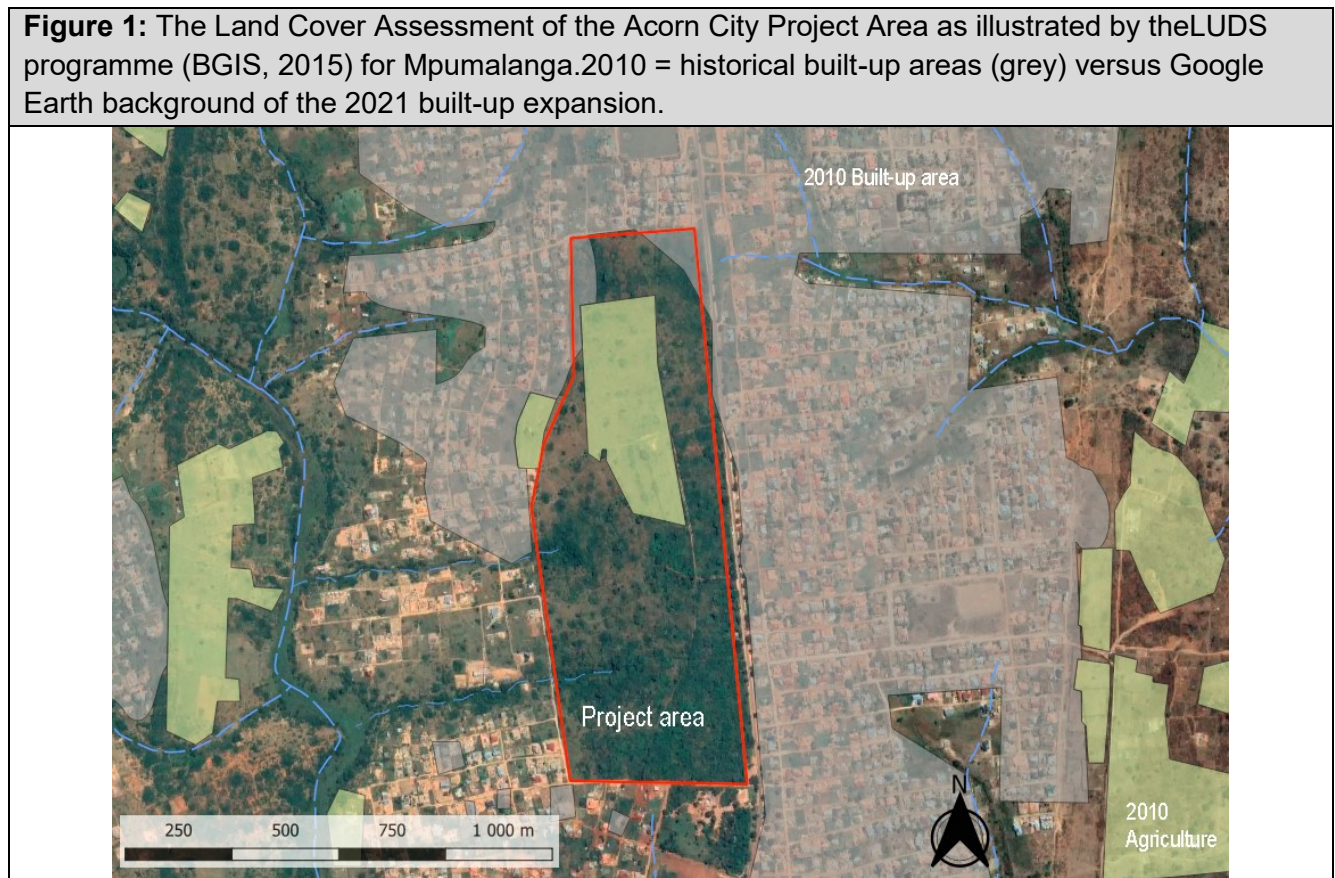 Figure 1: The Land Cover Assessment of the Acorn City Project Area as illustrated by theLUDS
programme (BGIS, 2015) for Mpumalanga.2010 = historical built-up areas (grey) versus Google
Earth background of the 2021 built-up expansion.
2010 Built-up area
Project area
250 500 750 1 000 m
N
2010
Agriculture